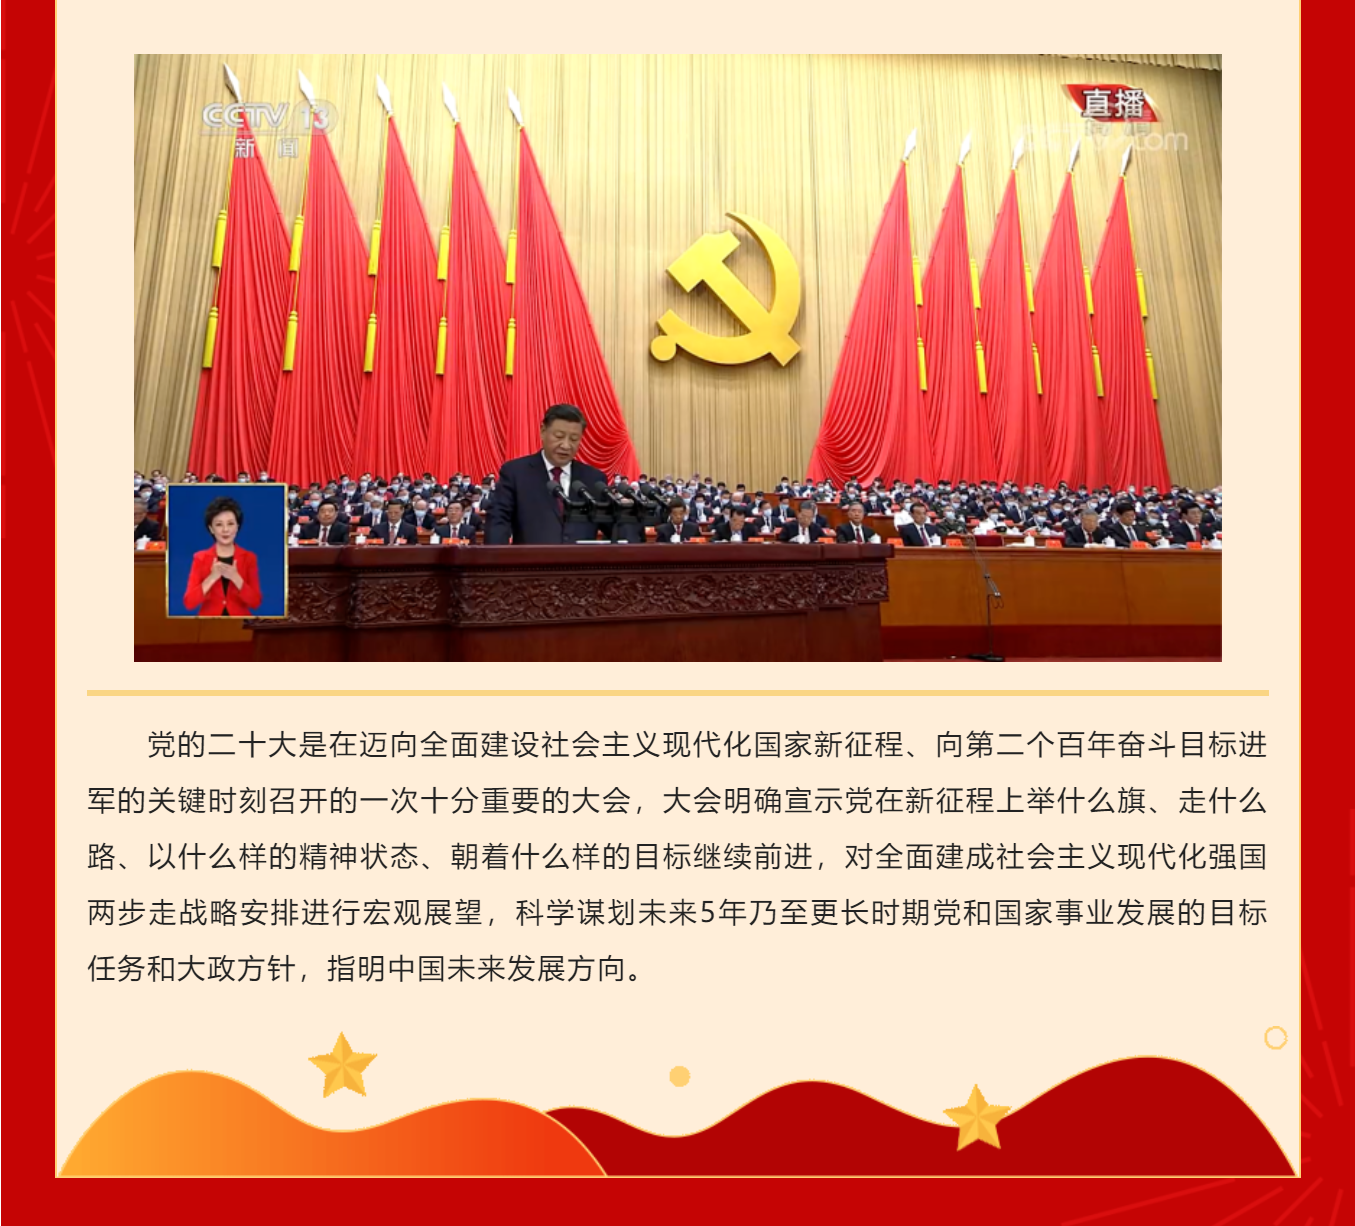 CCTV 13
直播
新闻
党的二十大是在迈向全面建设社会主义现代化国家新征程、向第二个百年奋斗目标进
军的关键时刻召开的一次十分重要的大会，大会明确宣示党在新征程上举什么旗、走什么
路、以什么样的精神状态、朝着什么样的目标继续前进，对全面建成社会主义现代化强国
两步走战略安排进行宏观展望，科学谋划未来5年乃至更长时期党和国家事业发展的目标
任务和大政方针，指明中国未来发展方向。